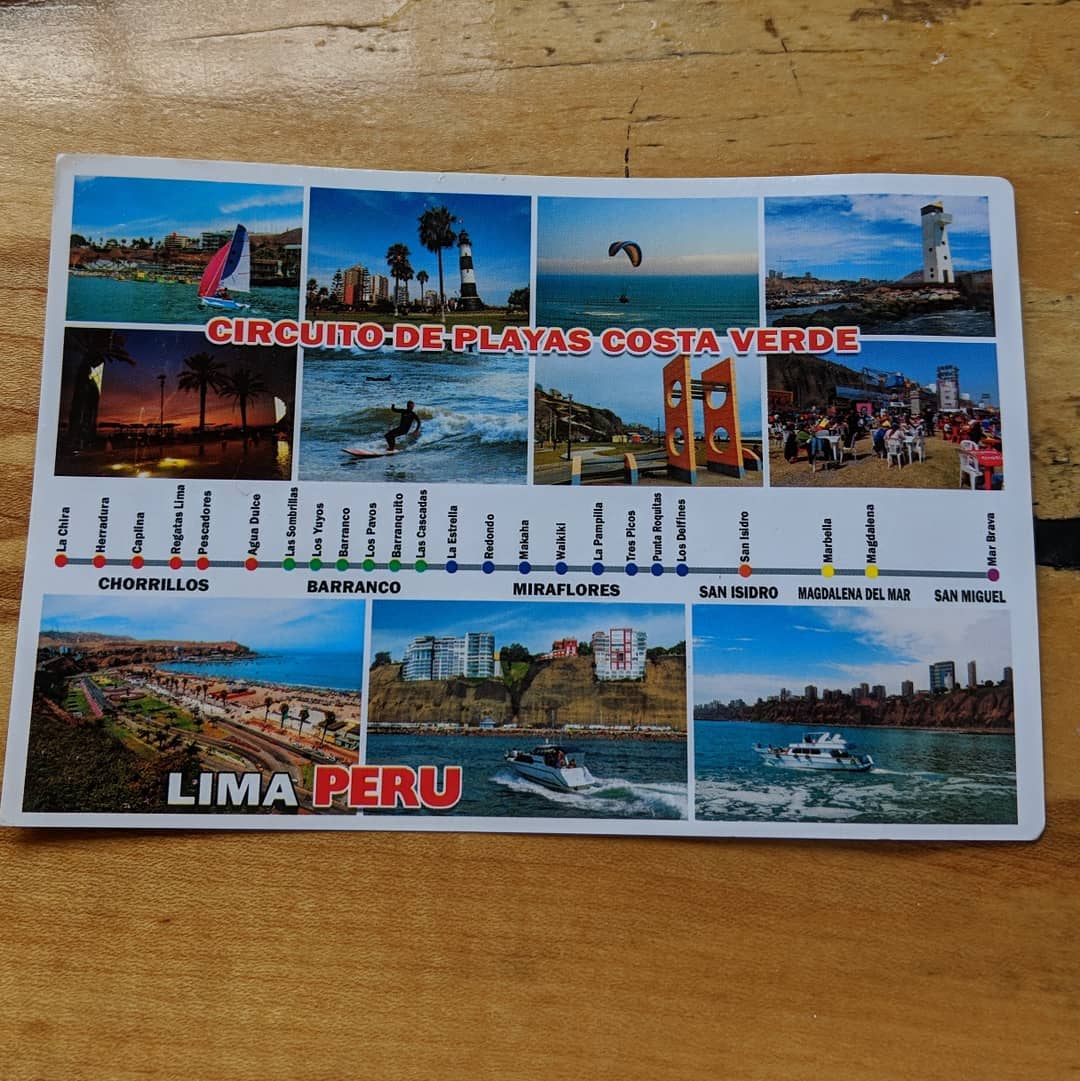 CIRCUITO DE PLAYAS COSTA VERDE
La Chira
Herradura
Caplina
Regatas Lima
Pescadores
Agua Dulce
Las Sombrillas
Los Yuyos
Barranco
Los Pavos
Barranquito
Las Cascadas
La Estrella
Redondo
Makaha
Waikiki
La Pampilla
Tres Picos
Punta Roquitas
Los Delfines
San Isidro
Marbella
Magdalena
Mar Brava
CHORRILLOS
BARRANCO
MIRAFLORES
SAN ISIDRO
MAGDALENA DEL MAR
SAN MIGUEL
LIMA PERU